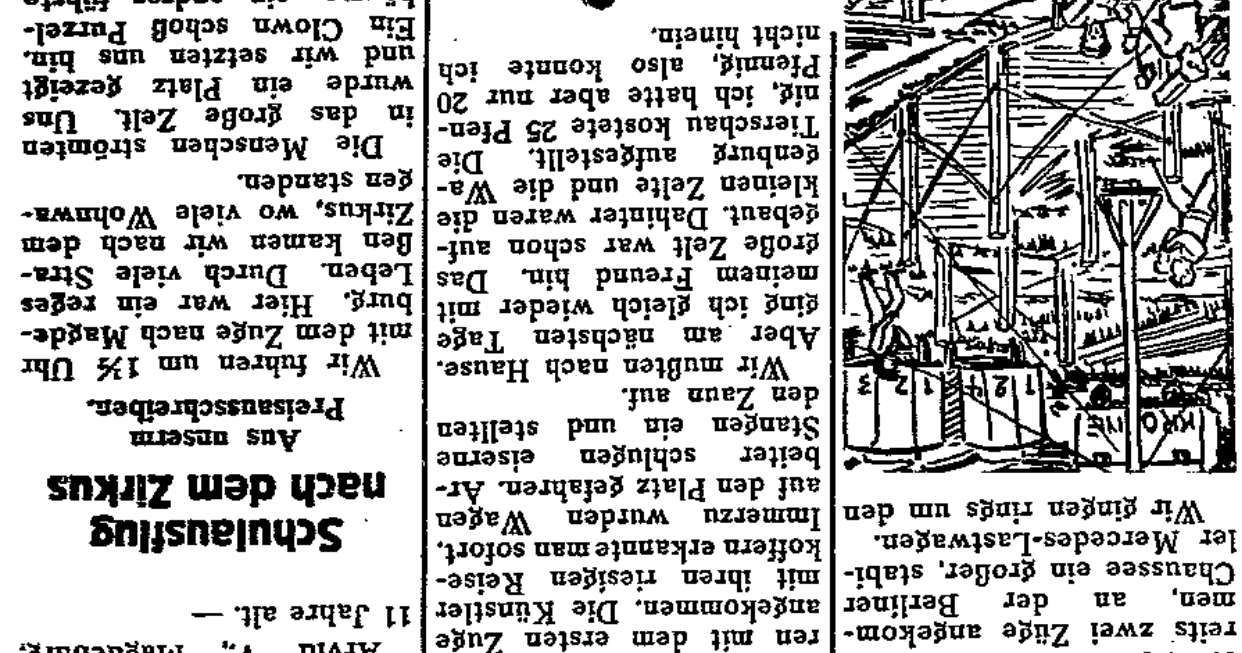 reits zwei Züge angekom-
men, an der Berliner
Chaussee ein großer, stabi-
ler Mercedes-Lastwagen.
Wir gingen rings um den
ren mit dem ersten Zuge
angekommen. Die Künstler
mit ihren riesigen Reise-
koffern erkannte man sofort.
Immerzu wurden Wagen
auf den Platz gefahren. Ar-
beiter schlugen eiserne
Stangen ein und stellten
den Zaun auf.
Wir mußten nach Hause.
Aber am nächsten Tage
ging ich gleich wieder mit
meinem Freund hin. Das
große Zelt war schon auf-
gebaut. Dahinter waren die
kleinen Zelte und die Wa-
genburg aufgestellt. Die
Tierschau kostete 25 Pfen-
nig, ich hatte aber nur 20
Pfennig, also konnte ich
nicht hinein.
Arvid V., Magdeburg,
11 Jahre alt. —
Schulausflug
nach dem Zirkus
Aus unserm
Preisausschreiben.
Wir fuhren um 1½ Uhr
mit dem Zuge nach Magde-
burg. Hier war ein reges
Leben. Durch viele Stra-
ßen kamen wir nach dem
Zirkus, wo viele Wohnwa-
gen standen.
Die Menschen strömten
in das große Zelt. Uns
wurde ein Platz gezeigt
und wir setzten uns hin.
Ein Clown schoß Purzel-
bäume, ein andrer führte